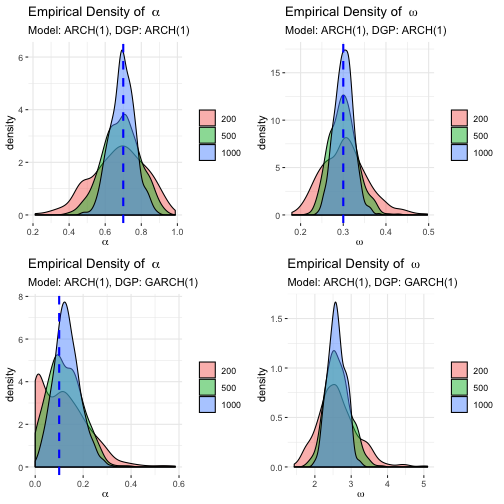 Empirical Density of α
Model: ARCH(1), DGP: ARCH(1)
density
6
4
2
0
0.2 0.4 0.6 0.8 1.0
α
200
500
1000
Empirical Density of ω
Model: ARCH(1), DGP: ARCH(1)
density
15
10
5
0
0.2 0.3 0.4 0.5
ω
200
500
1000
Empirical Density of α
Model: ARCH(1), DGP: GARCH(1)
density
8
6
4
2
0
0.0 0.2 0.4 0.6
α
200
500
1000
Empirical Density of ω
Model: ARCH(1), DGP: GARCH(1)
density
1.5
1.0
0.5
0.0
2 3 4 5
ω
200
500
1000